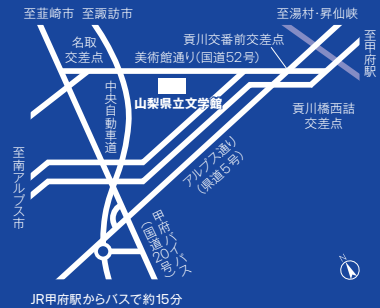 至韮崎市 至諏訪市
至湯村・昇仙峡
名取
交差点
貢川交番前交差点
美術館通り(国道52号)
至甲府駅
山梨県立文学館
中央自動車道
貢川橋西詰
交差点
アルプス通り
(県道5号)
至南アルプス市
甲府バイパス
(国道20号)
N
JR甲府駅からバスで約15分